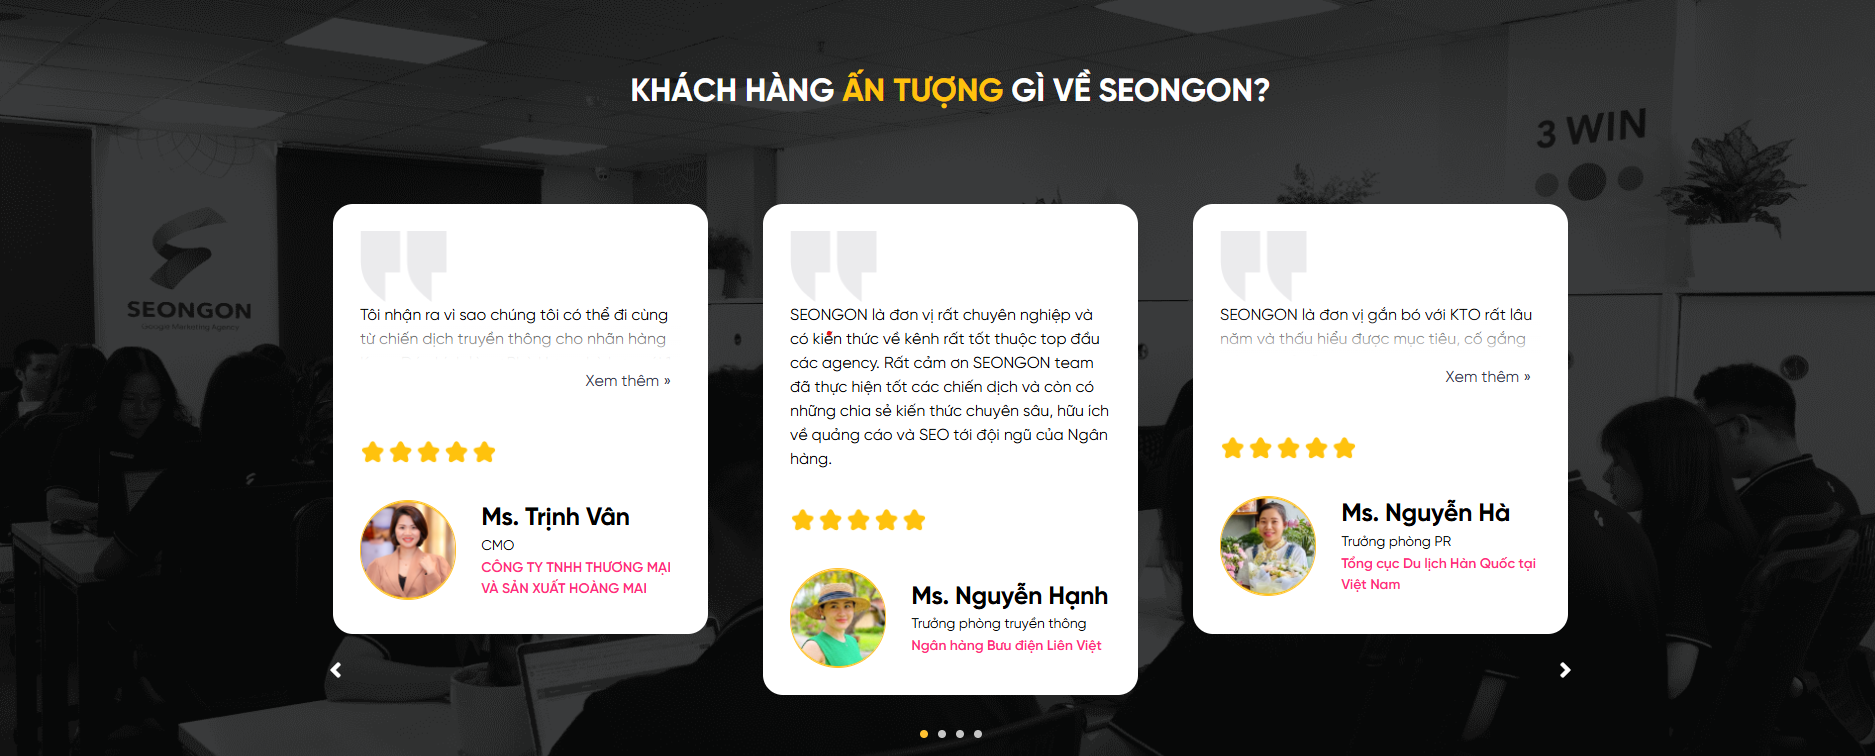 KHÁCH HÀNG ẤN TƯỢNG GÌ VỀ SEONGON?
3 WIN
SEONGON
Google Marketing Agency
Tôi nhận ra vì sao chúng tôi có thể đi cùng
từ chiến dịch truyền thông cho nhãn hàng
Xem thêm »
Ms. Trịnh Vân
CMO
CÔNG TY TNHH THƯƠNG MẠI
VÀ SẢN XUẤT HOÀNG MAI
SEONGON là đơn vị rất chuyên nghiệp và
có kiến thức về kênh rất tốt thuộc top đầu
các agency. Rất cảm ơn SEONGON team
đã thực hiện tốt các chiến dịch và còn có
những chia sẻ kiến thức chuyên sâu, hữu ích
về quảng cáo và SEO tới đội ngũ của Ngân
hàng.
Ms. Nguyễn Hạnh
Trưởng phòng truyền thông
Ngân hàng Bưu điện Liên Việt
SEONGON là đơn vị gắn bó với KTO rất lâu
năm và thấu hiểu được mục tiêu, cố gắng
Xem thêm »
Ms. Nguyễn Hà
Trưởng phòng PR
Tổng cục Du lịch Hàn Quốc tại
Việt Nam